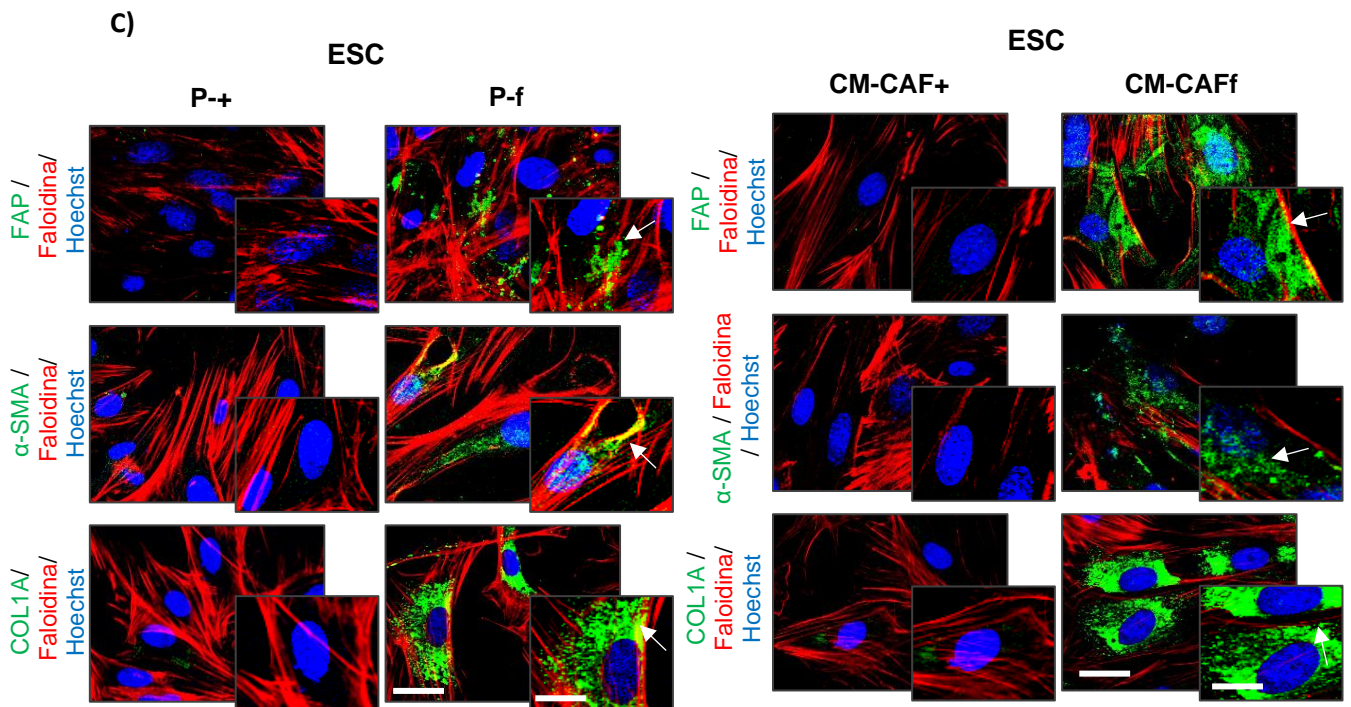 C)
ESC
P-+
P-f
FAP /
Faloidina/
Hoechst
α-SMA /
Faloidina/
Hoechst
COL1A/
Faloidina/
Hoechst
ESC
CM-CAF+
CM-CAFf
FAP /
Faloidina/
Hoechst
α-SMA / Faloidina
/ Hoechst
COL1A /
Faloidina/
Hoechst